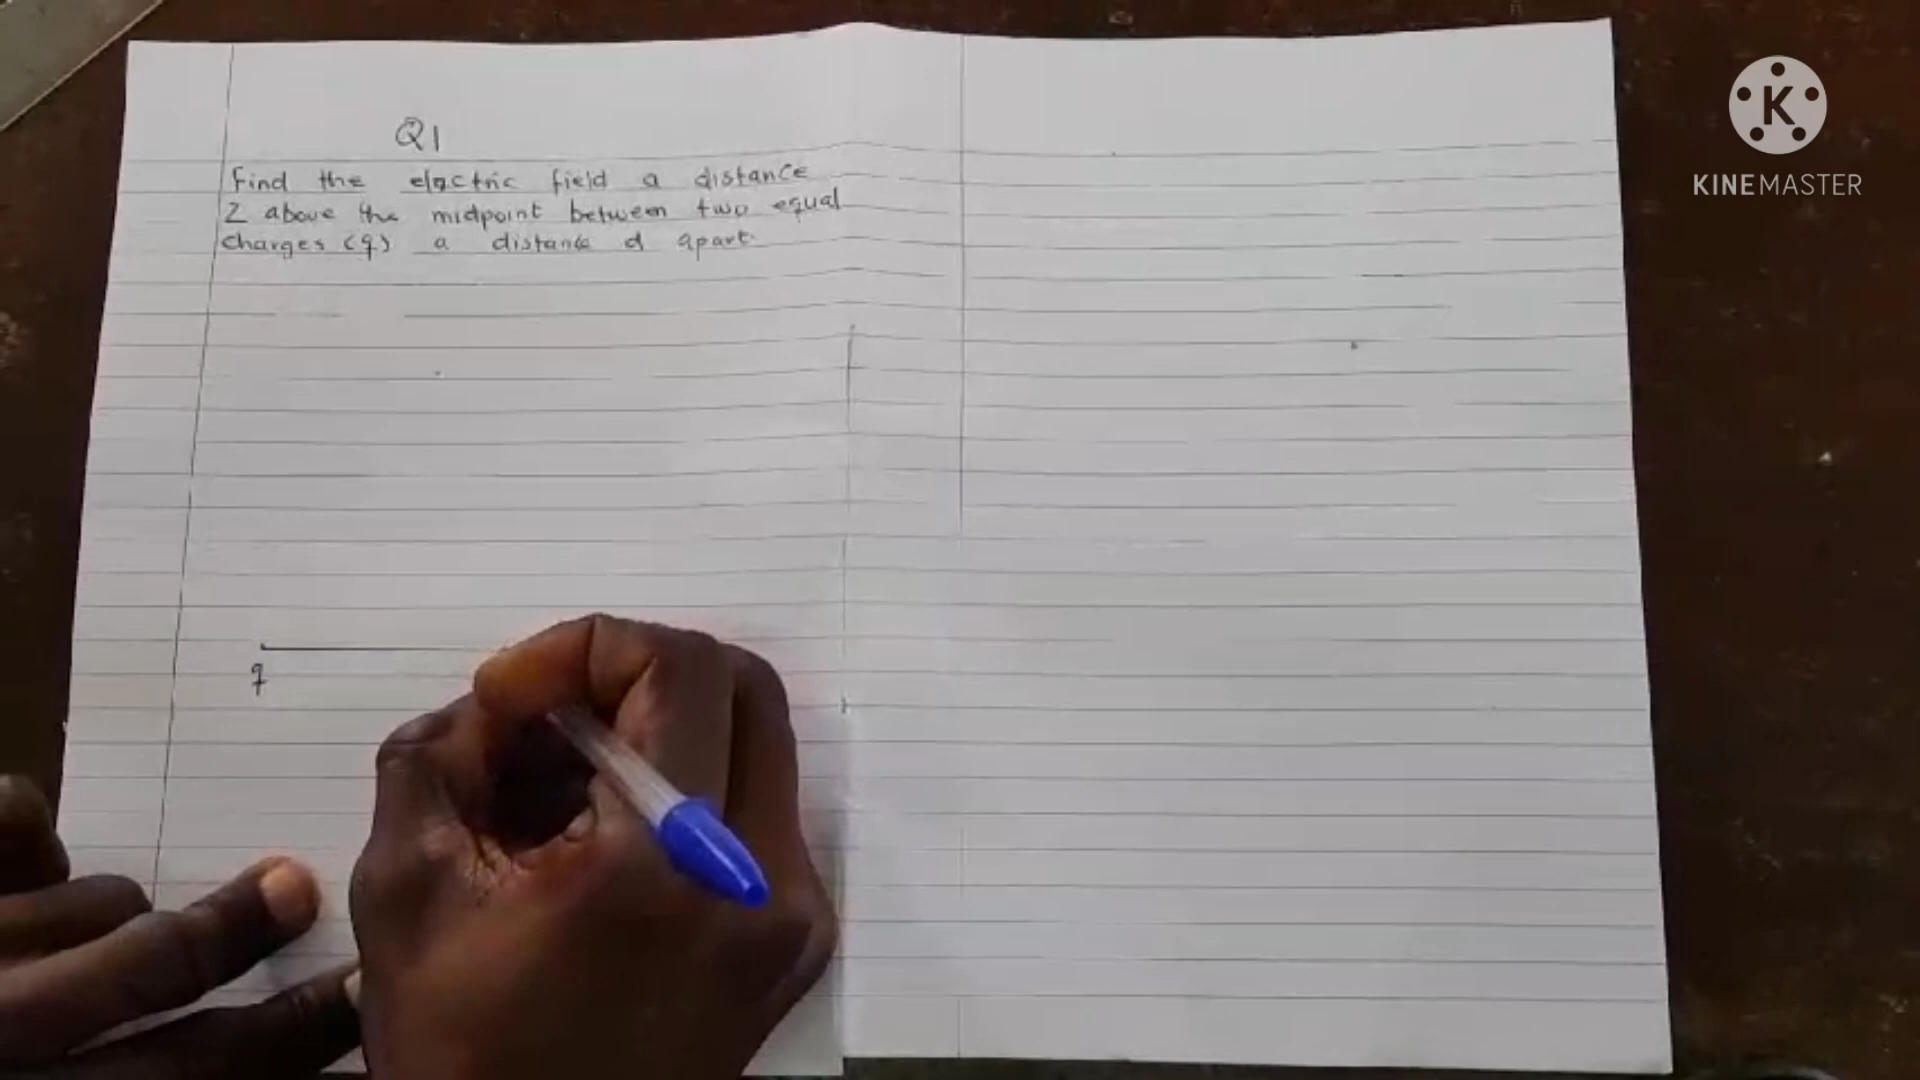 Q1
Find the electric field a distance
Z above the midpoint between two equal
charges (q) a distance d apart.
q
K
KINEMASTER